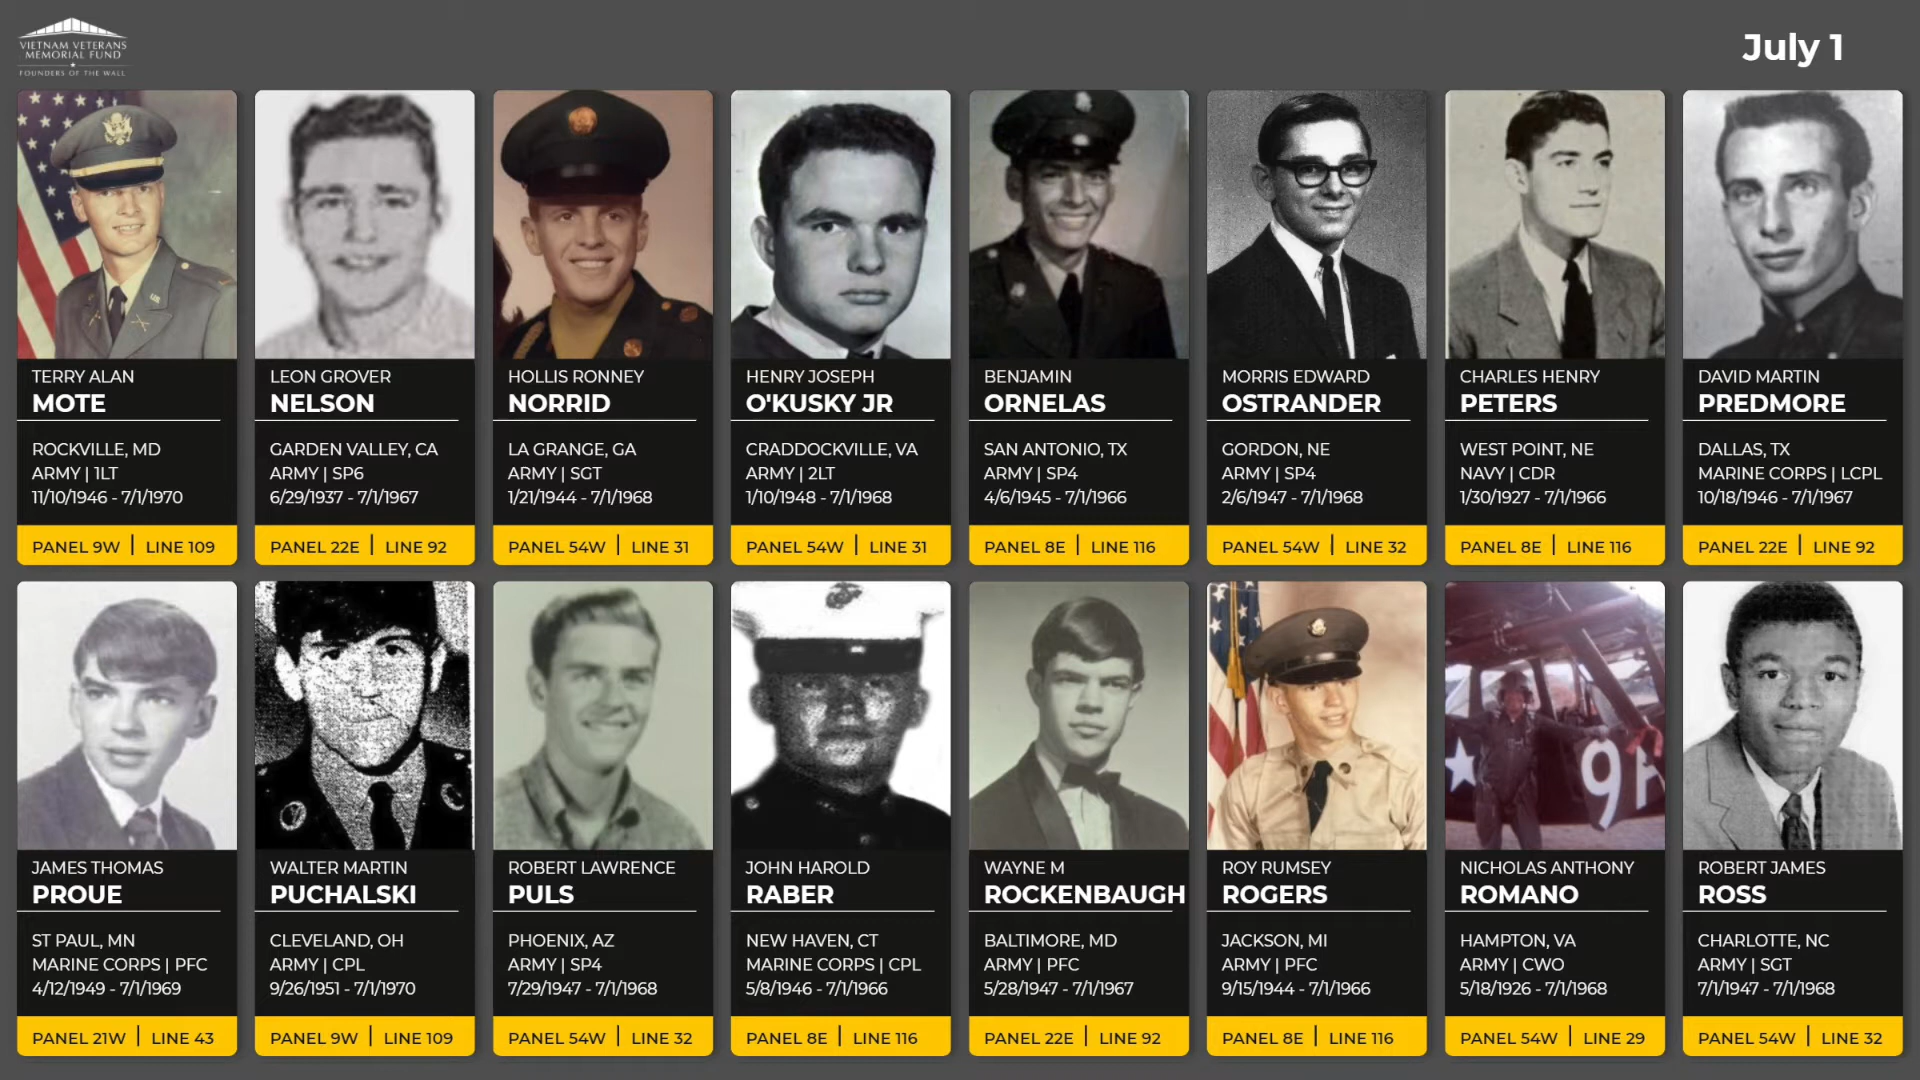 VIETNAM VETERANS
MEMORIAL FUND
FOUNDERS OF THE WALL
July 1
TERRY ALAN
MOTE
ROCKVILLE, MD
ARMY | 1LT
11/10/1946 - 7/1/1970
PANEL 9W | LINE 109
LEON GROVER
NELSON
GARDEN VALLEY, CA
ARMY | SP6
6/29/1937 - 7/1/1967
PANEL 22E | LINE 92
HOLLIS RONNEY
NORRID
LA GRANGE, GA
ARMY | SGT
1/21/1944 - 7/1/1968
PANEL 54W | LINE 31
HENRY JOSEPH
O'KUSKY JR
CRADDOCKVILLE, VA
ARMY | 2LT
1/10/1948 - 7/1/1968
PANEL 54W | LINE 31
BENJAMIN
ORNELAS
SAN ANTONIO, TX
ARMY | SP4
4/6/1945 - 7/1/1966
PANEL 8E | LINE 116
MORRIS EDWARD
OSTRANDER
GORDON, NE
ARMY | SP4
2/6/1947 - 7/1/1968
PANEL 54W | LINE 32
CHARLES HENRY
PETERS
WEST POINT, NE
NAVY | CDR
1/30/1927 - 7/1/1966
PANEL 8E | LINE 116
DAVID MARTIN
PREDMORE
DALLAS, TX
MARINE CORPS | LCPL
10/18/1946 - 7/1/1967
PANEL 22E | LINE 92
JAMES THOMAS
PROUE
ST PAUL, MN
MARINE CORPS | PFC
4/12/1949 - 7/1/1969
PANEL 21W | LINE 43
WALTER MARTIN
PUCHALSKI
CLEVELAND, OH
ARMY | CPL
9/26/1951 - 7/1/1970
PANEL 9W | LINE 109
ROBERT LAWRENCE
PULS
PHOENIX, AZ
ARMY | SP4
7/29/1947 - 7/1/1968
PANEL 54W | LINE 32
JOHN HAROLD
RABER
NEW HAVEN, CT
MARINE CORPS | CPL
5/8/1946 - 7/1/1966
PANEL 8E | LINE 116
WAYNE M
ROCKENBAUGH
BALTIMORE, MD
ARMY | PFC
5/28/1947 - 7/1/1967
PANEL 22E | LINE 92
ROY RUMSEY
ROGERS
JACKSON, MI
ARMY | PFC
9/15/1944 - 7/1/1966
PANEL 8E | LINE 116
9
NICHOLAS ANTHONY
ROMANO
HAMPTON, VA
ARMY | CWO
5/18/1926 - 7/1/1968
PANEL 54W | LINE 29
ROBERT JAMES
ROSS
CHARLOTTE, NC
ARMY | SGT
7/1/1947 - 7/1/1968
PANEL 54W | LINE 32